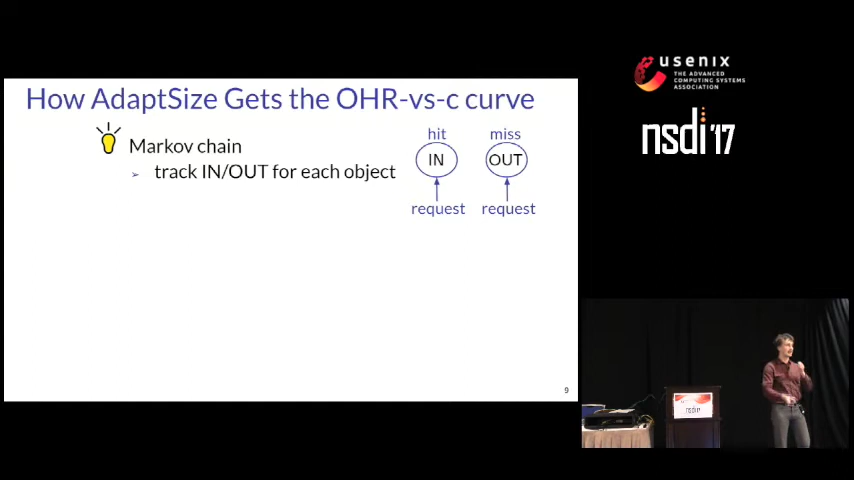 How AdaptSize Gets the OHR-vs-c curve
Markov chain
track IN/OUT for each object
hit
miss
IN
OUT
request
request
9
usenix
THE ADVANCED
COMPUTING SYSTEMS
ASSOCIATION
nsdi '17
nsdi